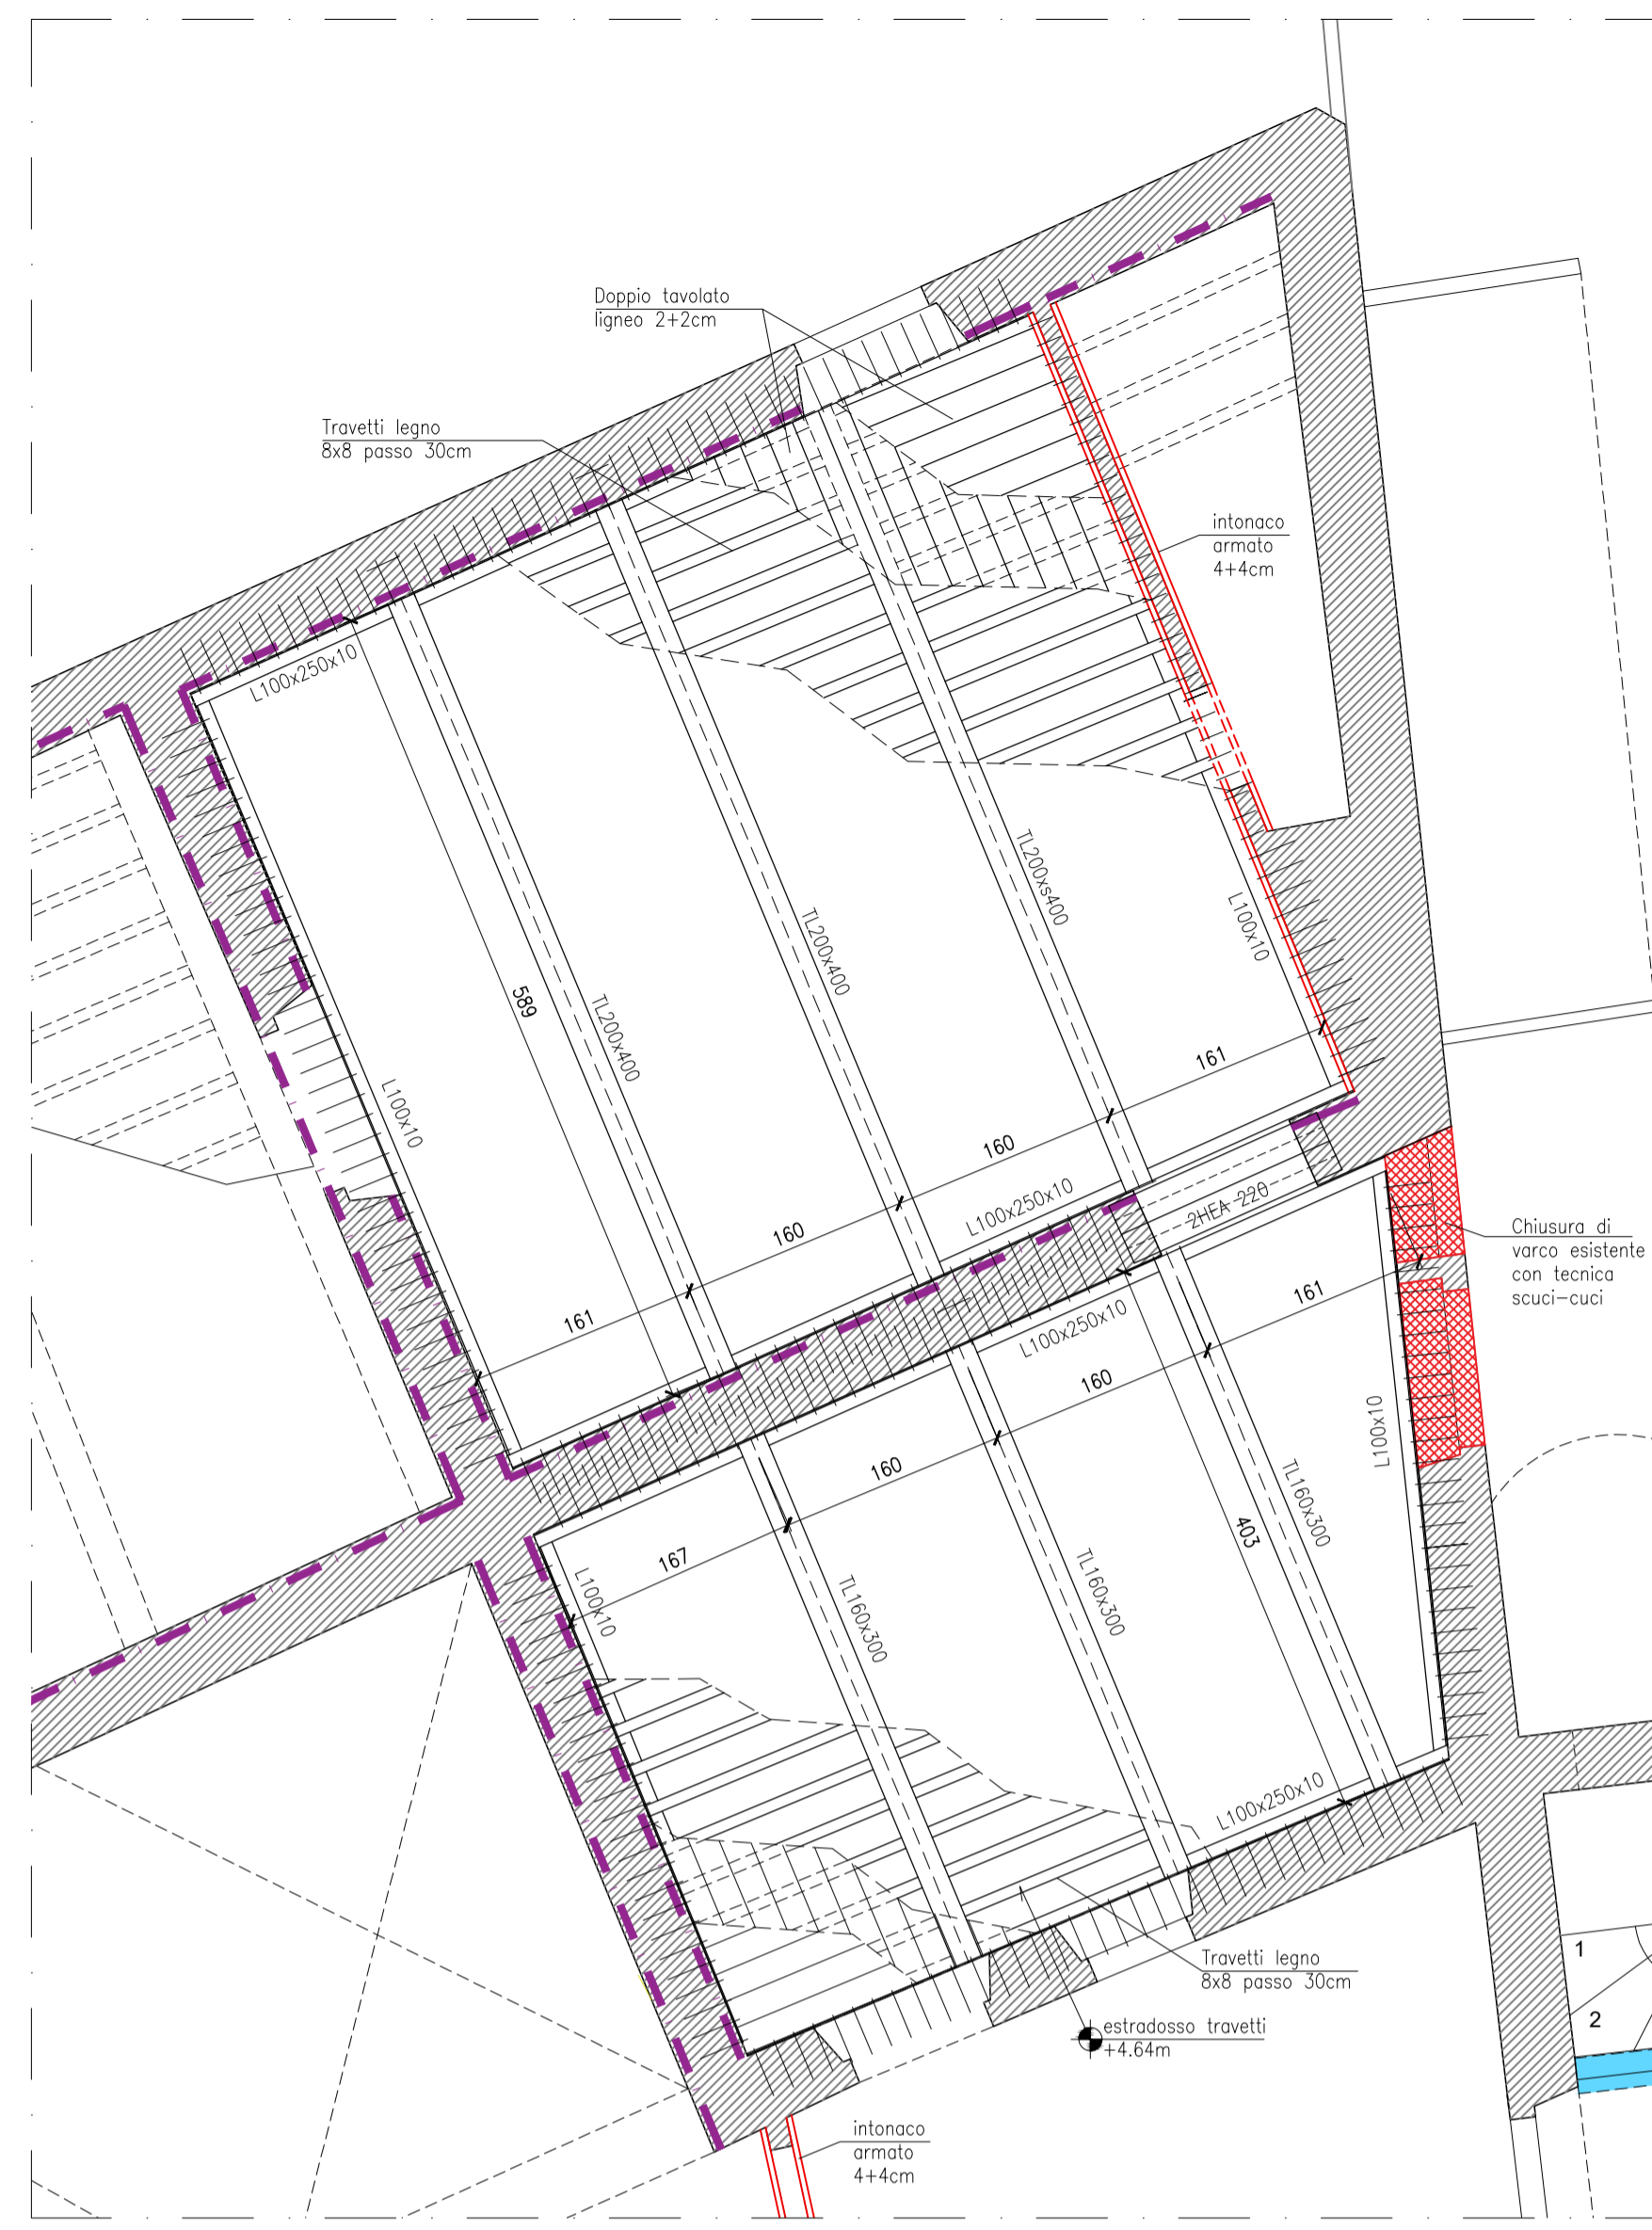 Doppio tavolato
ligneo 2+2cm
Travetti legno
8x8 passo 30cm
intonaco
armato
4+4cm
L100x250x10
TL200xs400
L100x10
TL200x400
589
TL200x400
161
L100x10
160
L100x250x10
2HEA 220
160
Chiusura di
varco esistente
con tecnica
scuci-cuci
161
161
L100x250x10
160
L100x10
160
TL160x300
403
167
L100x10
TL160x300
TL160x300
L100x250x10
1
Travetti legno
8x8 passo 30cm
2
estradosso travetti
+4.64m
intonaco
armato
4+4cm